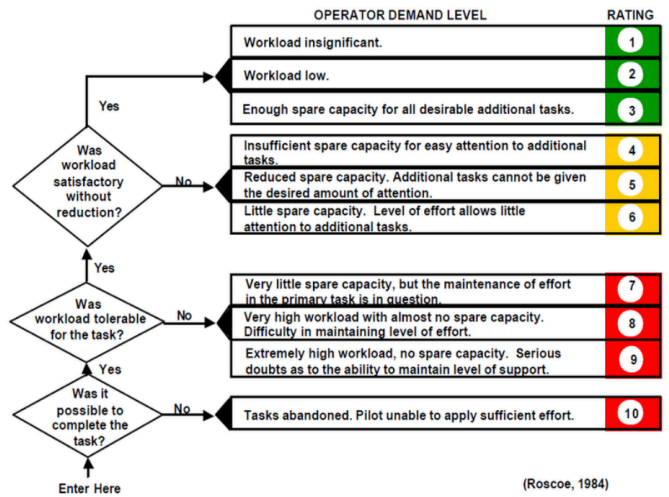 OPERATOR DEMAND LEVEL RATING
Workload insignificant. 1
Workload low. 2
Yes
Enough spare capacity for all desirable additional tasks. 3
Was
workload
satisfactory
without
reduction?
No
Insufficient spare capacity for easy attention to additional
tasks.
4
Reduced spare capacity. Additional tasks cannot be given
the desired amount of attention.
5
Little spare capacity. Level of effort allows little
attention to additional tasks.
6
Yes
Was
workload tolerable
for the task?
No
Very little spare capacity, but the maintenance of effort
in the primary task is in question.
7
Very high workload with almost no spare capacity.
Difficulty in maintaining level of effort.
8
Extremely high workload, no spare capacity. Serious
doubts as to the ability to maintain level of support.
9
Yes
Was it
possible to
complete the
task?
No
Tasks abandoned. Pilot unable to apply sufficient effort. 10
Enter Here
(Roscoe, 1984)